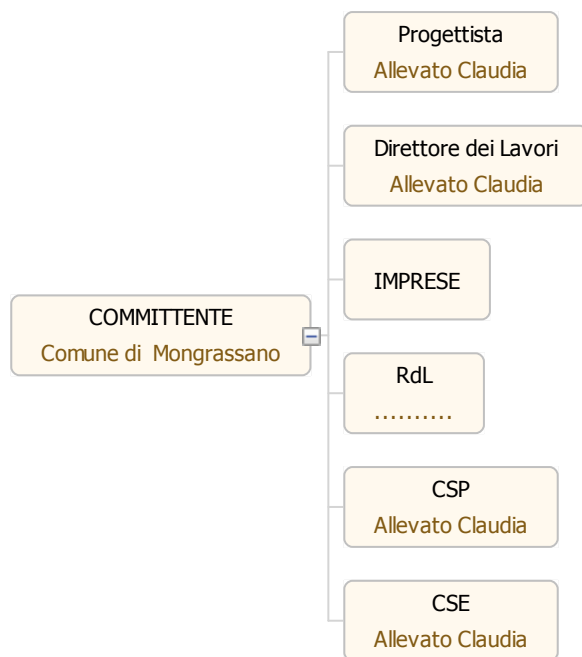 Progettista
Allevato Claudia
Direttore dei Lavori
Allevato Claudia
IMPRESE
COMMITTENTE
Comune di  Mongrassano
RdL
..........
CSP
Allevato Claudia
CSE
Allevato Claudia